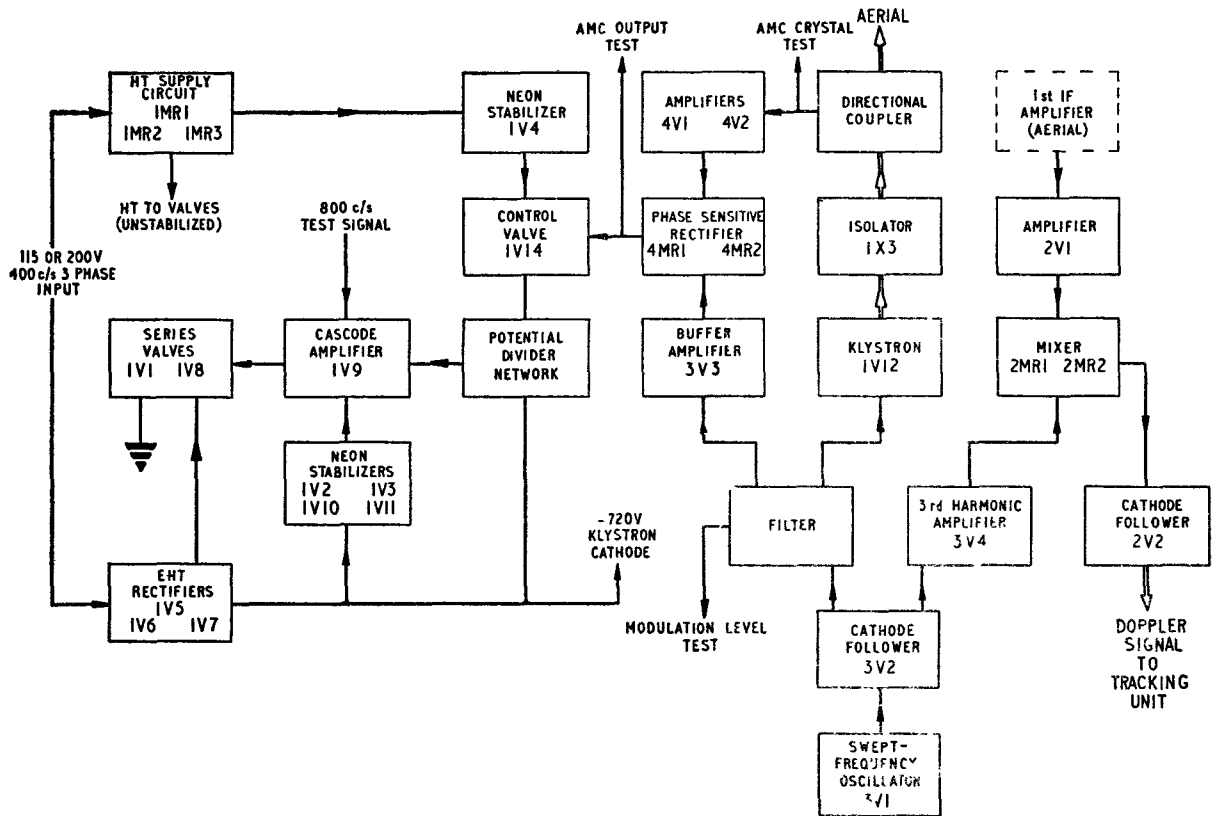 AMC OUTPUT
TEST
AMC CRYSTAL
TEST
AERIAL
HT SUPPLY
CIRCUIT
1MR1
1MR2 1MR3
NEON
STABILIZER
1V4
AMPLIFIERS
4V1 4V2
DIRECTIONAL
COUPLER
1st IF
AMPLIFIER
(AERIAL)
HT TO VALVES
(UNSTABILIZED)
800 c/s
TEST SIGNAL
CONTROL
VALVE
1V14
PHASE SENSITIVE
RECTIFIER
4MR1 4MR2
ISOLATOR
1X3
AMPLIFIER
2V1
115 OR 200V
400c/s 3 PHASE
INPUT
SERIES
VALVES
1V1 1V8
CASCODE
AMPLIFIER
1V9
POTENTIAL
DIVIDER
NETWORK
BUFFER
AMPLIFIER
3V3
KLYSTRON
1V12
MIXER
2MR1 2MR2
NEON
STABILIZERS
1V2 1V3
1V10 1V11
-720V
KLYSTRON
CATHODE
FILTER
3rd HARMONIC
AMPLIFIER
3V4
CATHODE
FOLLOWER
2V2
EHT
RECTIFIERS
1V5
1V6 1V7
MODULATION LEVEL
TEST
CATHODE
FOLLOWER
3V2
DOPPLER
SIGNAL
TO
TRACKING
UNIT
SWEPT-
FREQUENCY
OSCILLATOR
3V1